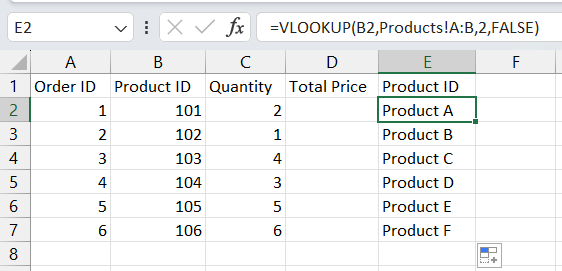 E2 fx =VLOOKUP(B2,Products!A:B,2,FALSE)
A B C D E F
1 Order ID Product ID Quantity Total Price Product ID
2 1 101 2 Product A
3 2 102 1 Product B
4 3 103 4 Product C
5 4 104 3 Product D
6 5 105 5 Product E
7 6 106 6 Product F
8